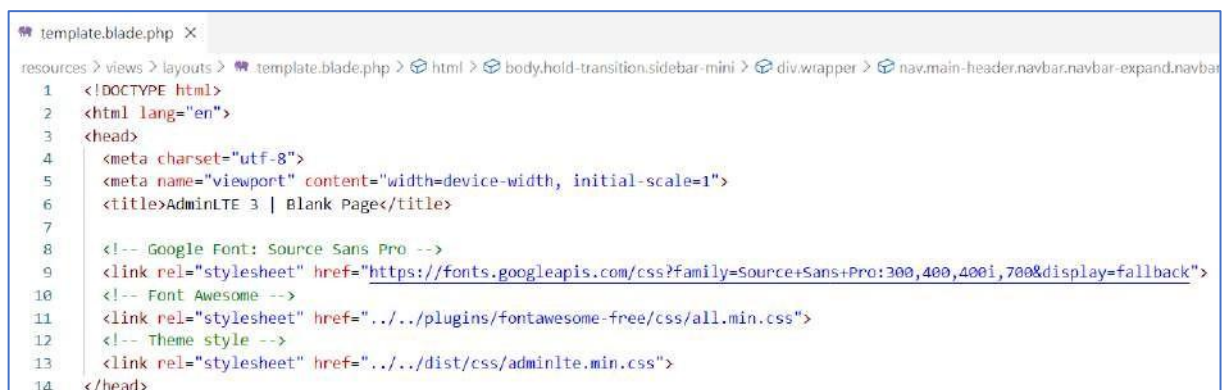 template.blade.php ×
resources > views > layouts > template.blade.php > html > body.hold-transition.sidebar-mini > div.wrapper > nav.main-header.navbar.navbar-expand.navbar
1 <!DOCTYPE html>
2 <html lang="en">
3 <head>
4 <meta charset="utf-8">
5 <meta name="viewport" content="width=device-width, initial-scale=1">
6 <title>AdminLTE 3 | Blank Page</title>
7
8 <!-- Google Font: Source Sans Pro -->
9 <link rel="stylesheet" href="https://fonts.googleapis.com/css?family=Source+Sans+Pro:300,400,400i,700&display=fallback">
10 <!-- Font Awesome -->
11 <link rel="stylesheet" href="../../plugins/fontawesome-free/css/all.min.css">
12 <!-- Theme style -->
13 <link rel="stylesheet" href="../../dist/css/adminlte.min.css">
14 </head>